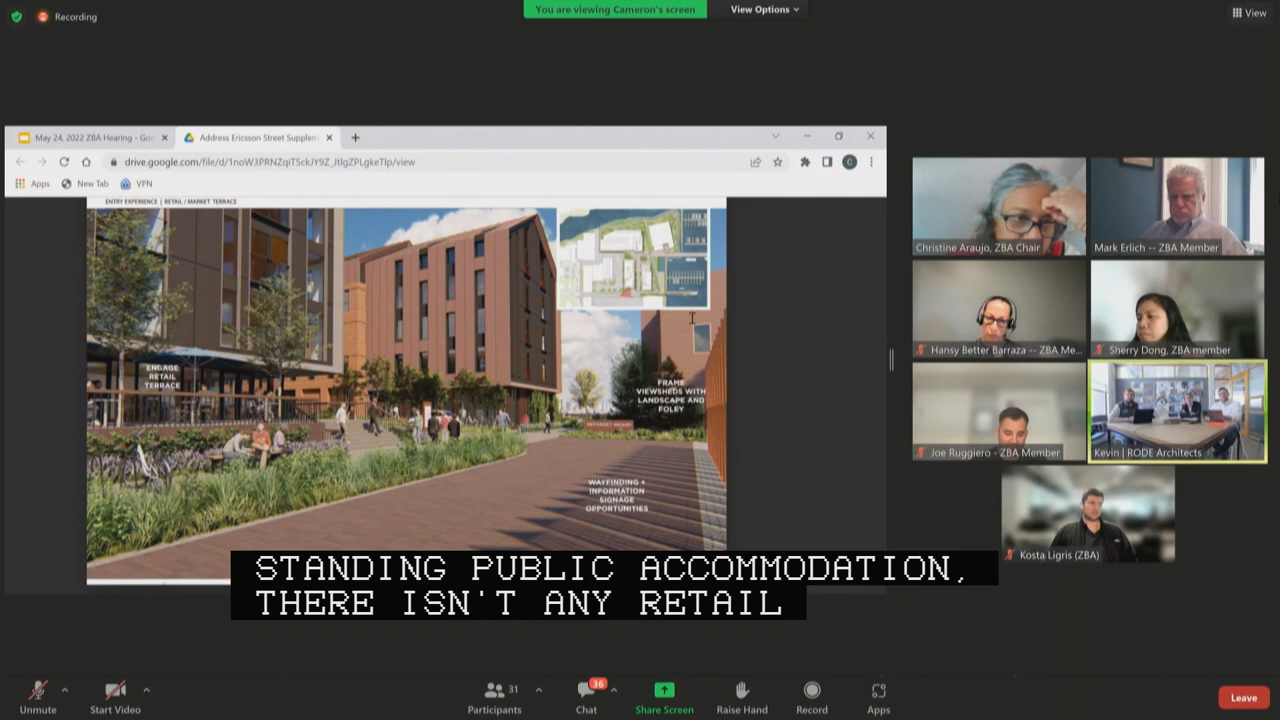 Recording
You are viewing Cameron's screen
View Options
View
May 24, 2022 ZBA Hearing - Goo
Address Ericsson Street Supplem
drive.google.com/file/d/1noW3PRNZqiT5ckJY9Z_JtlgZPLgkeTlp/view
C
Apps
New Tab
VPN
ENTRY EXPERIENCE | RETAIL / MARKET TERRACE
ENGAGE
RETAIL
TERRACE
FRAME
VIEWSHEDS WITH
LANDSCAPE AND
FOLEY
NEPONSET WHARF
WAYFINDING +
INFORMATION
SIGNAGE
OPPORTUNITIES
Christine Araujo, ZBA Chair
Mark Erlich -- ZBA Member
Hansy Better Barraza -- ZBA Me...
Sherry Dong, ZBA member
Joe Ruggiero - ZBA Member
Kevin | RODE Architects
Kosta Ligris (ZBA)
STANDING PUBLIC ACCOMMODATION,
THERE ISN'T ANY RETAIL
Unmute
Start Video
31
Participants
36
Chat
Share Screen
Raise Hand
Record
Apps
Leave